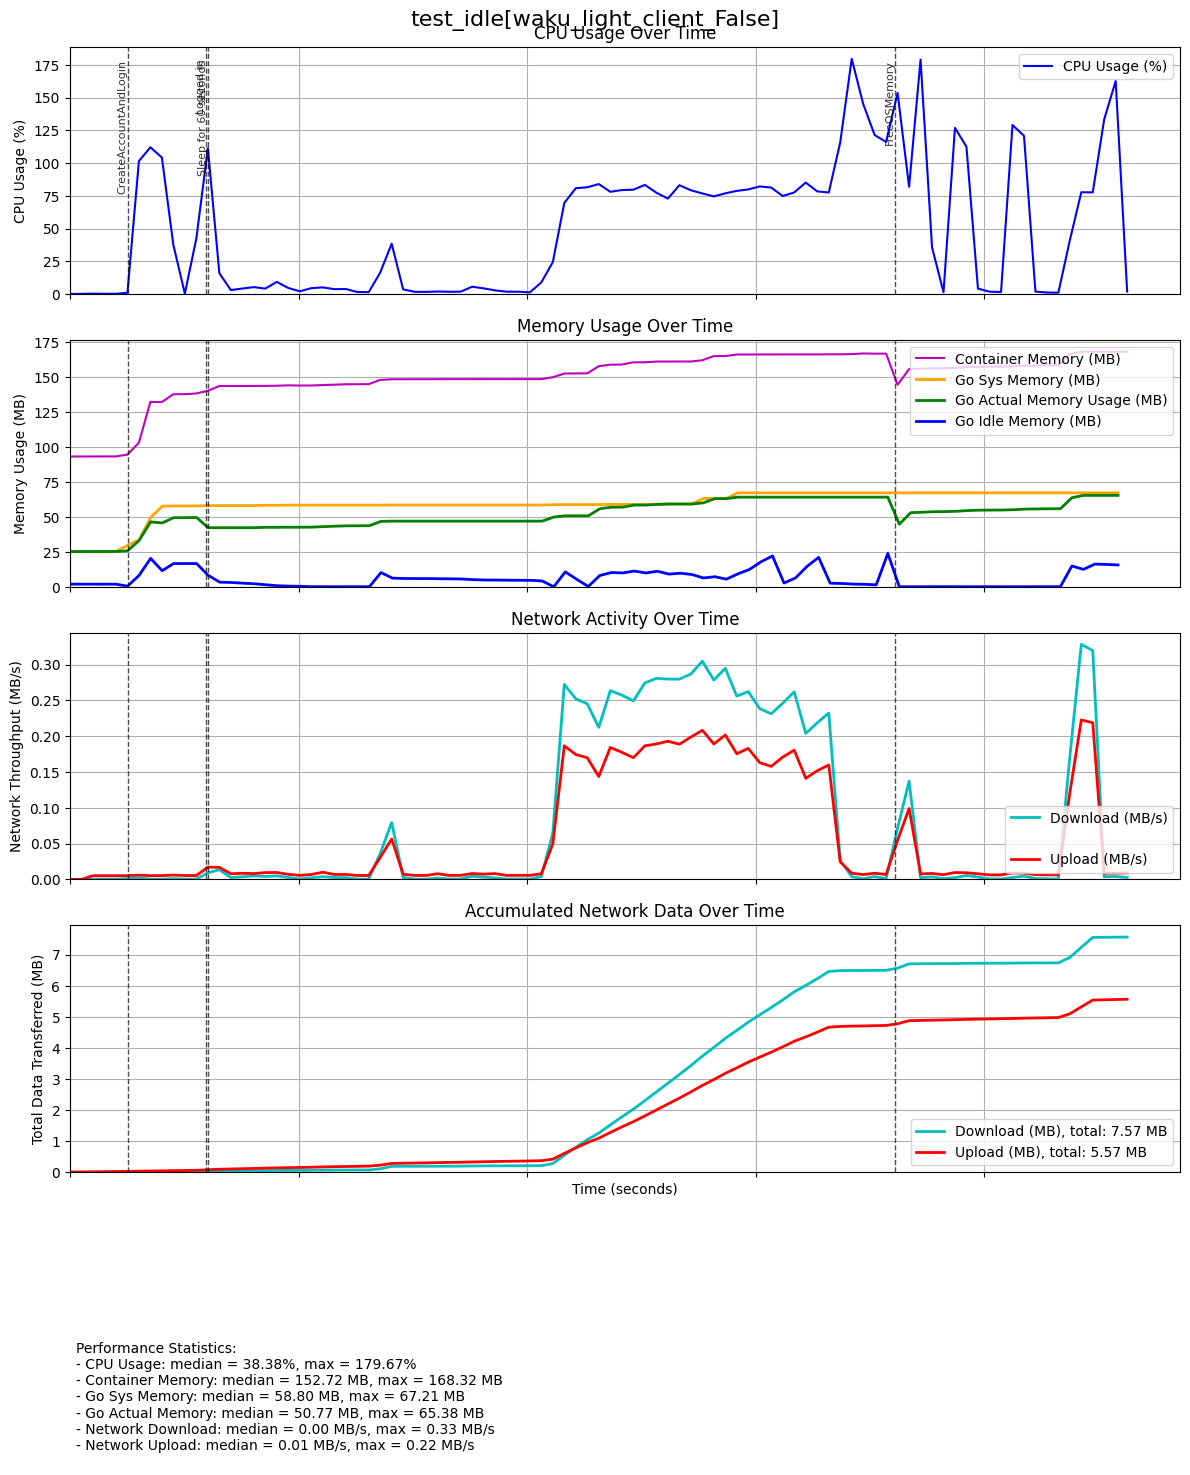 test_idle[waku_light_client_False]
CPU Usage Over Time
CPU Usage (%)
175
150
125
100
75
50
25
0
CreateAccountAndLogin
Sleep for
Logged in
FreeOSMemory
CPU Usage (%)
Memory Usage Over Time
Memory Usage (MB)
175
150
125
100
75
50
25
0
Container Memory (MB)
Go Sys Memory (MB)
Go Actual Memory Usage (MB)
Go Idle Memory (MB)
Network Activity Over Time
Network Throughput (MB/s)
0.30
0.25
0.20
0.15
0.10
0.05
0.00
Download (MB/s)
Upload (MB/s)
Accumulated Network Data Over Time
Total Data Transferred (MB)
7
6
5
4
3
2
1
0
Download (MB), total: 7.57 MB
Upload (MB), total: 5.57 MB
Time (seconds)
Performance Statistics:
- CPU Usage: median = 38.38%, max = 179.67%
- Container Memory: median = 152.72 MB, max = 168.32 MB
- Go Sys Memory: median = 58.80 MB, max = 67.21 MB
- Go Actual Memory: median = 50.77 MB, max = 65.38 MB
- Network Download: median = 0.00 MB/s, max = 0.33 MB/s
- Network Upload: median = 0.01 MB/s, max = 0.22 MB/s